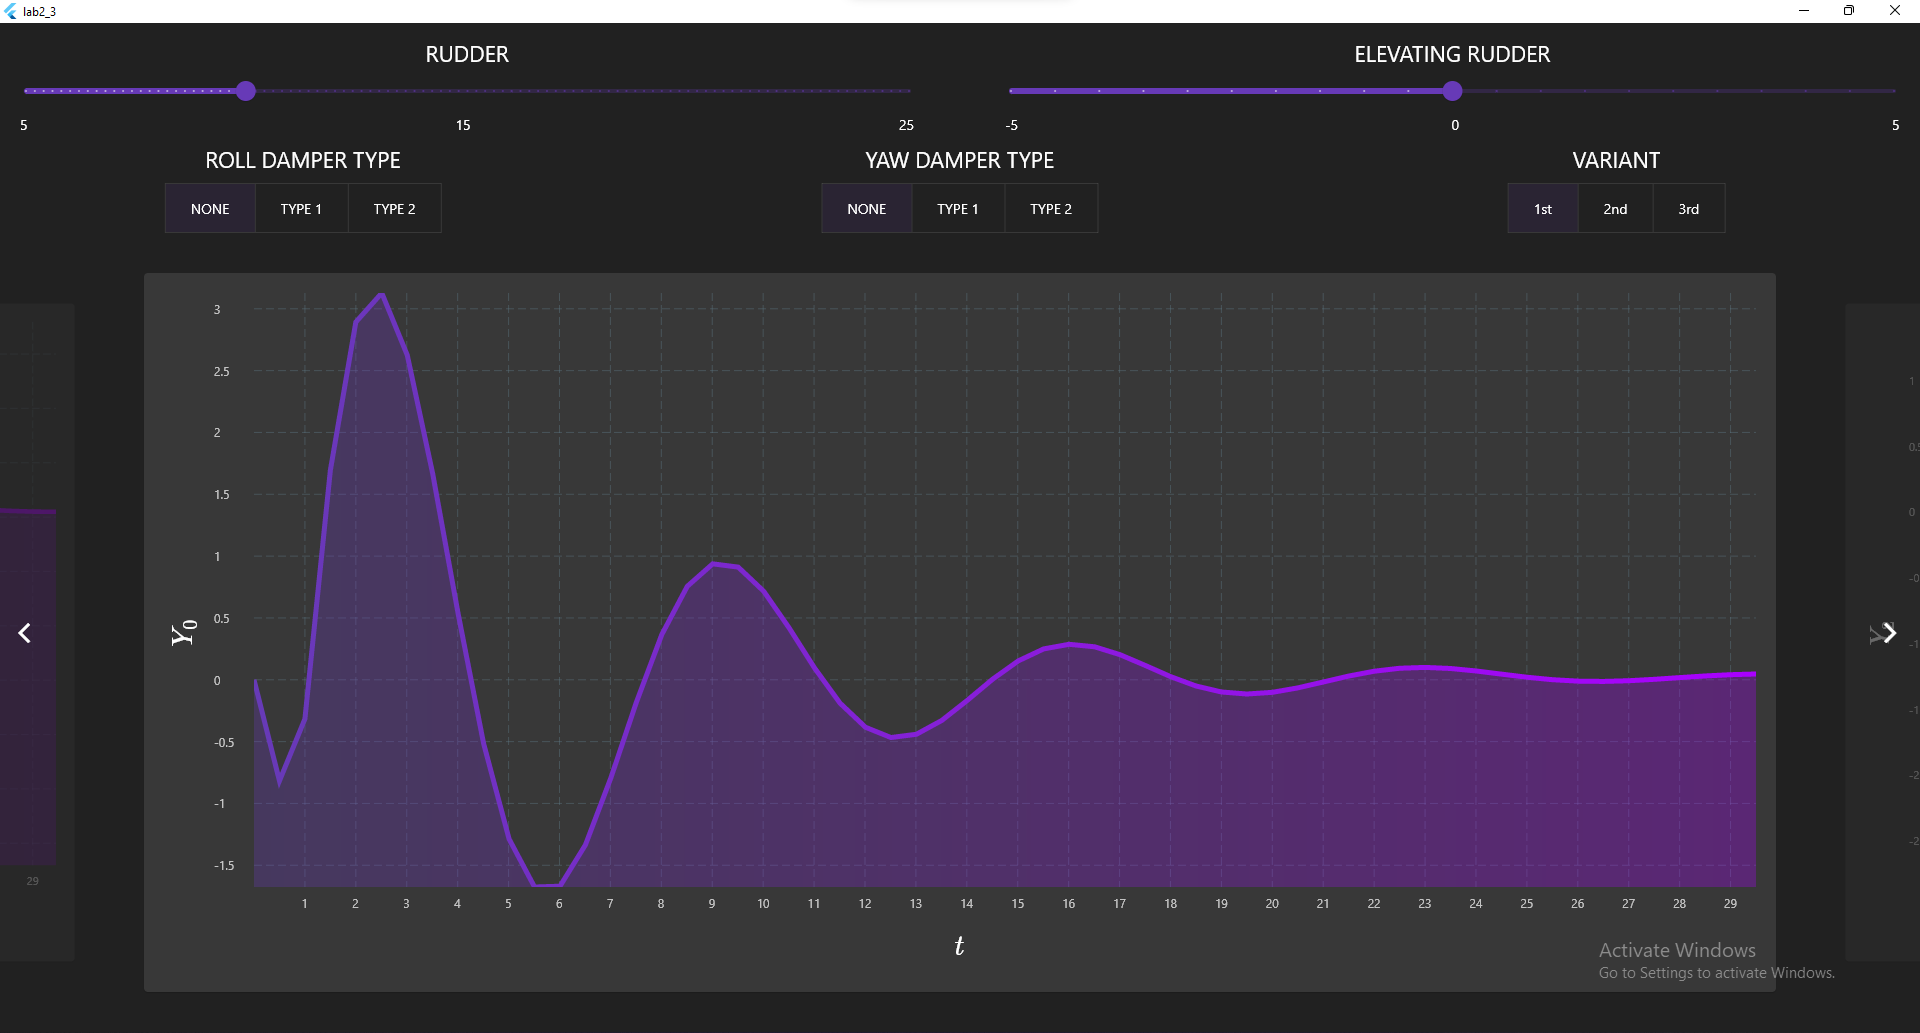 lab2_3
RUDDER
ELEVATING RUDDER
5 15 25 -5 0 5
ROLL DAMPER TYPE
YAW DAMPER TYPE
VARIANT
NONE TYPE 1 TYPE 2
NONE TYPE 1 TYPE 2
1st 2nd 3rd
3
2.5
2
1.5
1
0.5
0
-0.5
-1
-1.5
Y₀
1 2 3 4 5 6 7 8 9 10 11 12 13 14 15 16 17 18 19 20 21 22 23 24 25 26 27 28 29
t
29
1
0
Activate Windows
Go to Settings to activate Windows.